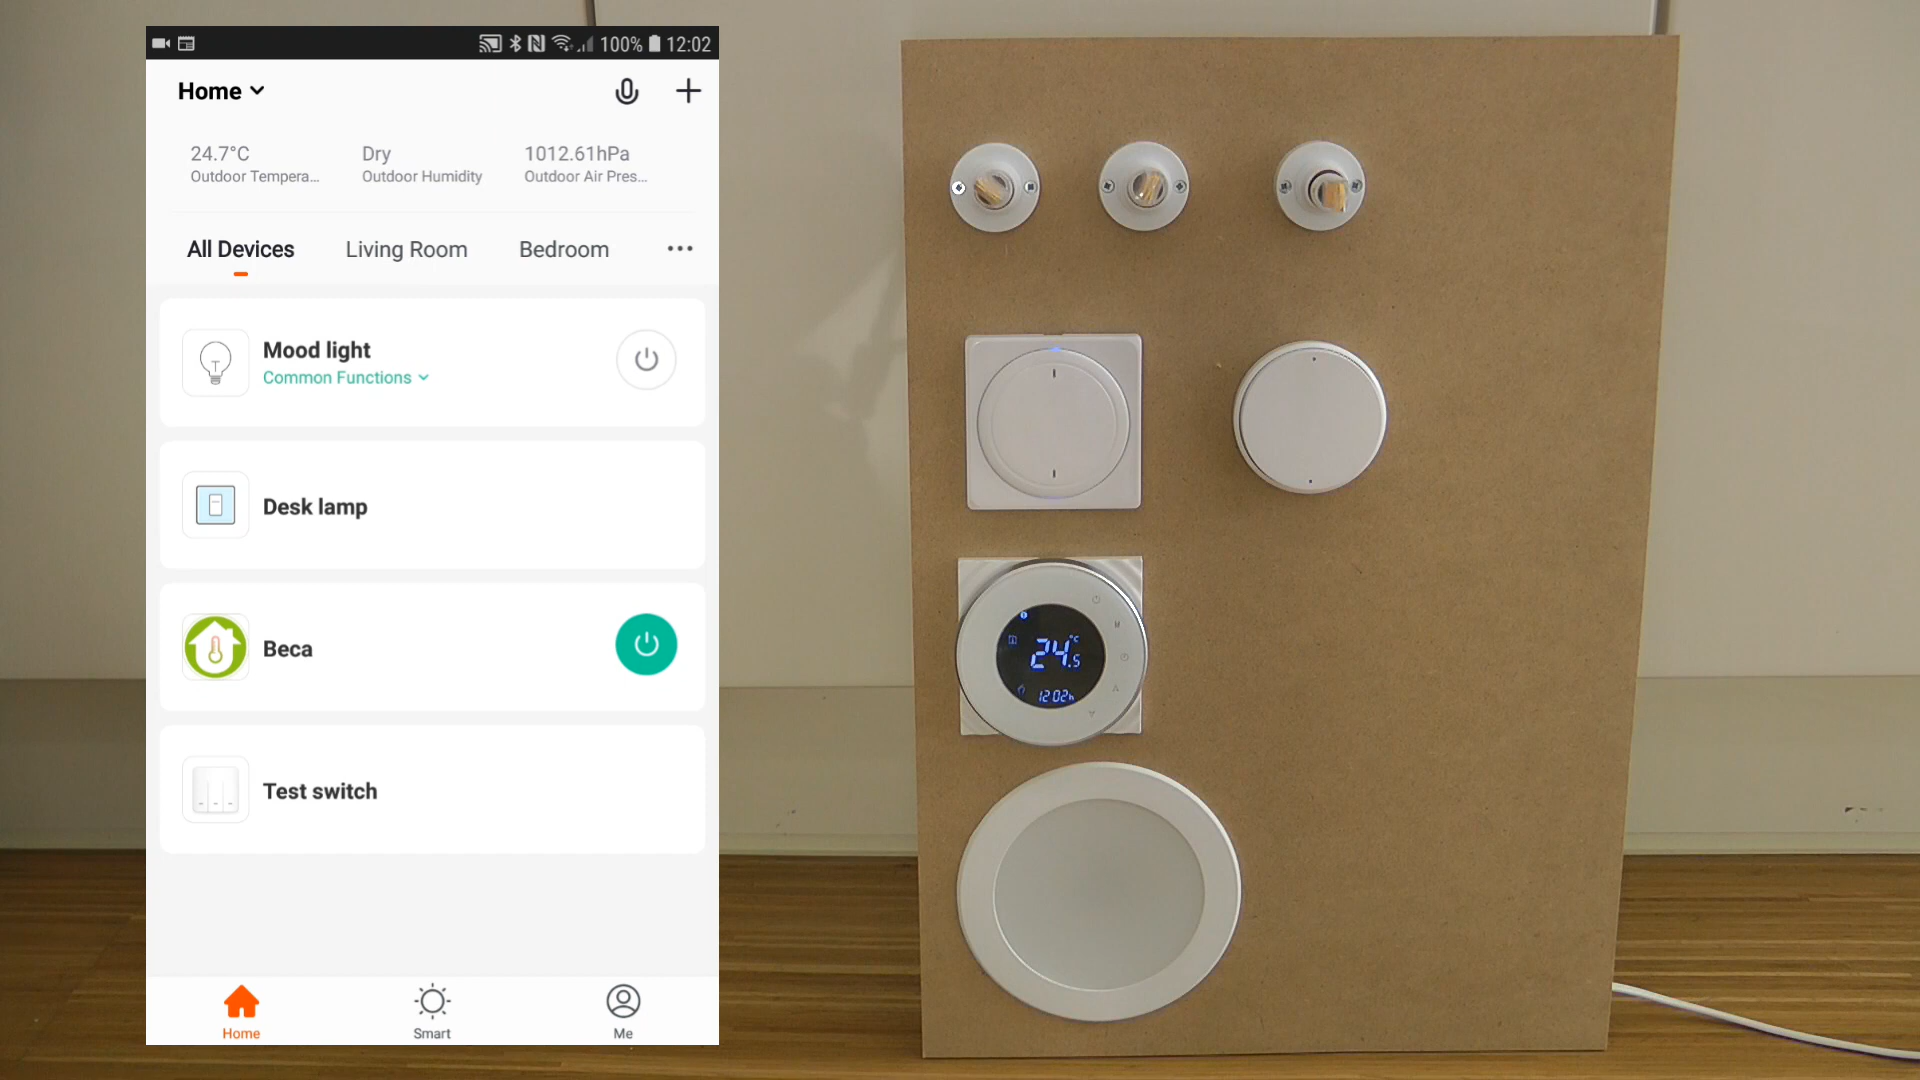 100% 12:02
Home
24.7°C Dry 1012.61hPa
Outdoor Tempera... Outdoor Humidity Outdoor Air Pres...
All Devices Living Room Bedroom
Mood light
Common Functions
Desk lamp
Beca
Test switch
Home Smart Me
24.5 °C
12:02h